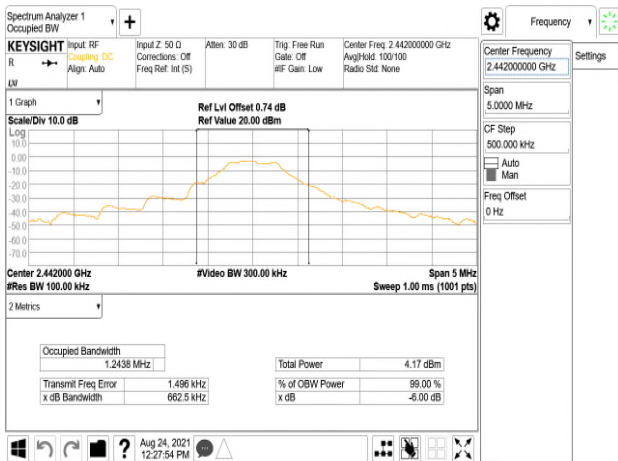 Spectrum Analyzer 1
Occupied BW
+
Frequency
KEYSIGHT
R
Input: RF
Coupling: DC
Align: Auto
Input Z: 50 Ω
Corrections: Off
Freq Ref: Int (S)
Atten: 30 dB
Trig: Free Run
Gate: Off
#IF Gain: Low
Center Freq: 2.442000000 GHz
Avg|Hold: 100/100
Radio Std: None
1 Graph
Scale/Div 10.0 dB
Ref Lvl Offset 0.74 dB
Ref Value 20.00 dBm
Log
10.0
0.00
-10.0
-20.0
-30.0
-40.0
-50.0
-60.0
-70.0
Center 2.442000 GHz
#Res BW 100.00 kHz
#Video BW 300.00 kHz
Span 5 MHz
Sweep 1.00 ms (1001 pts)
2 Metrics
Occupied Bandwidth
1.2438 MHz
Transmit Freq Error 1.496 kHz
x dB Bandwidth 662.5 kHz
Total Power 4.17 dBm
% of OBW Power 99.00 %
x dB -6.00 dB
Center Frequency
2.442000000 GHz
Span
5.0000 MHz
CF Step
500.000 kHz
Auto
Man
Freq Offset
0 Hz
Settings
?
Aug 24, 2021
12:27:54 PM